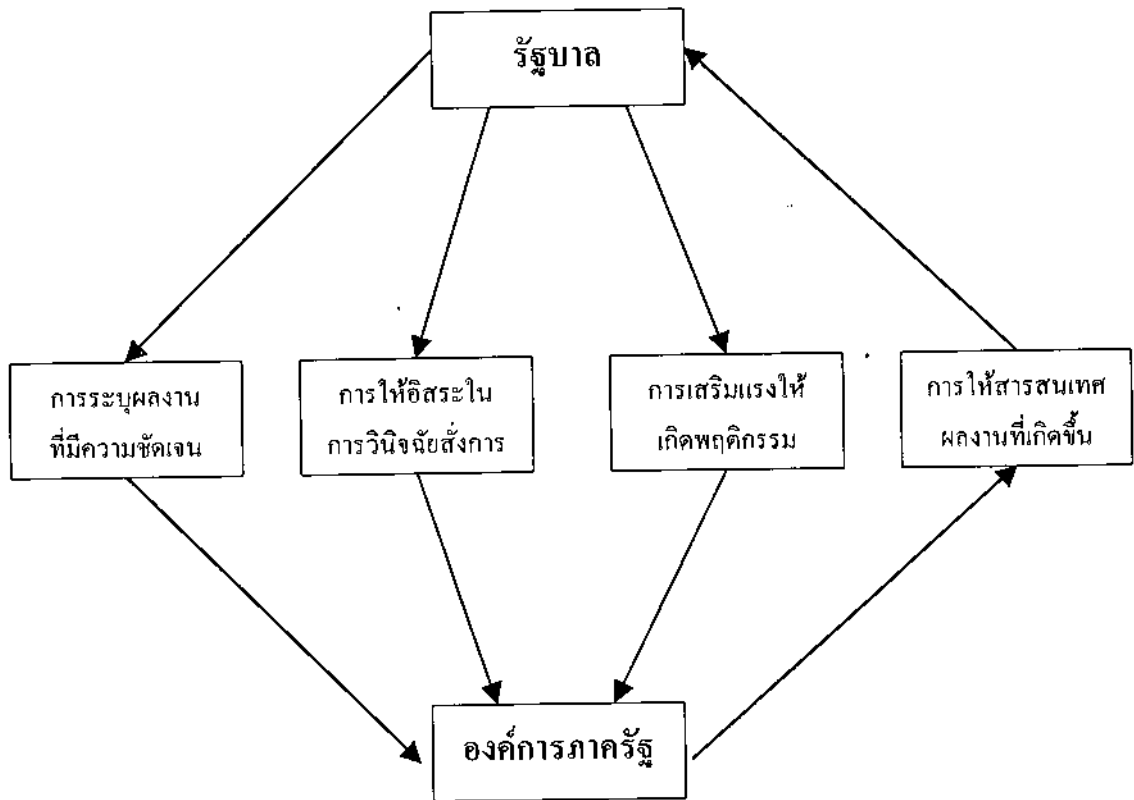 รัฐบาล
การระบุผลงาน
ที่มีความชัดเจน
การให้อิสระใน
การวินิจฉัยสั่งการ
การเสริมแรงให้
เกิดพฤติกรรม
การให้สารสนเทศ
ผลงานที่เกิดขึ้น
องค์การภาครัฐ